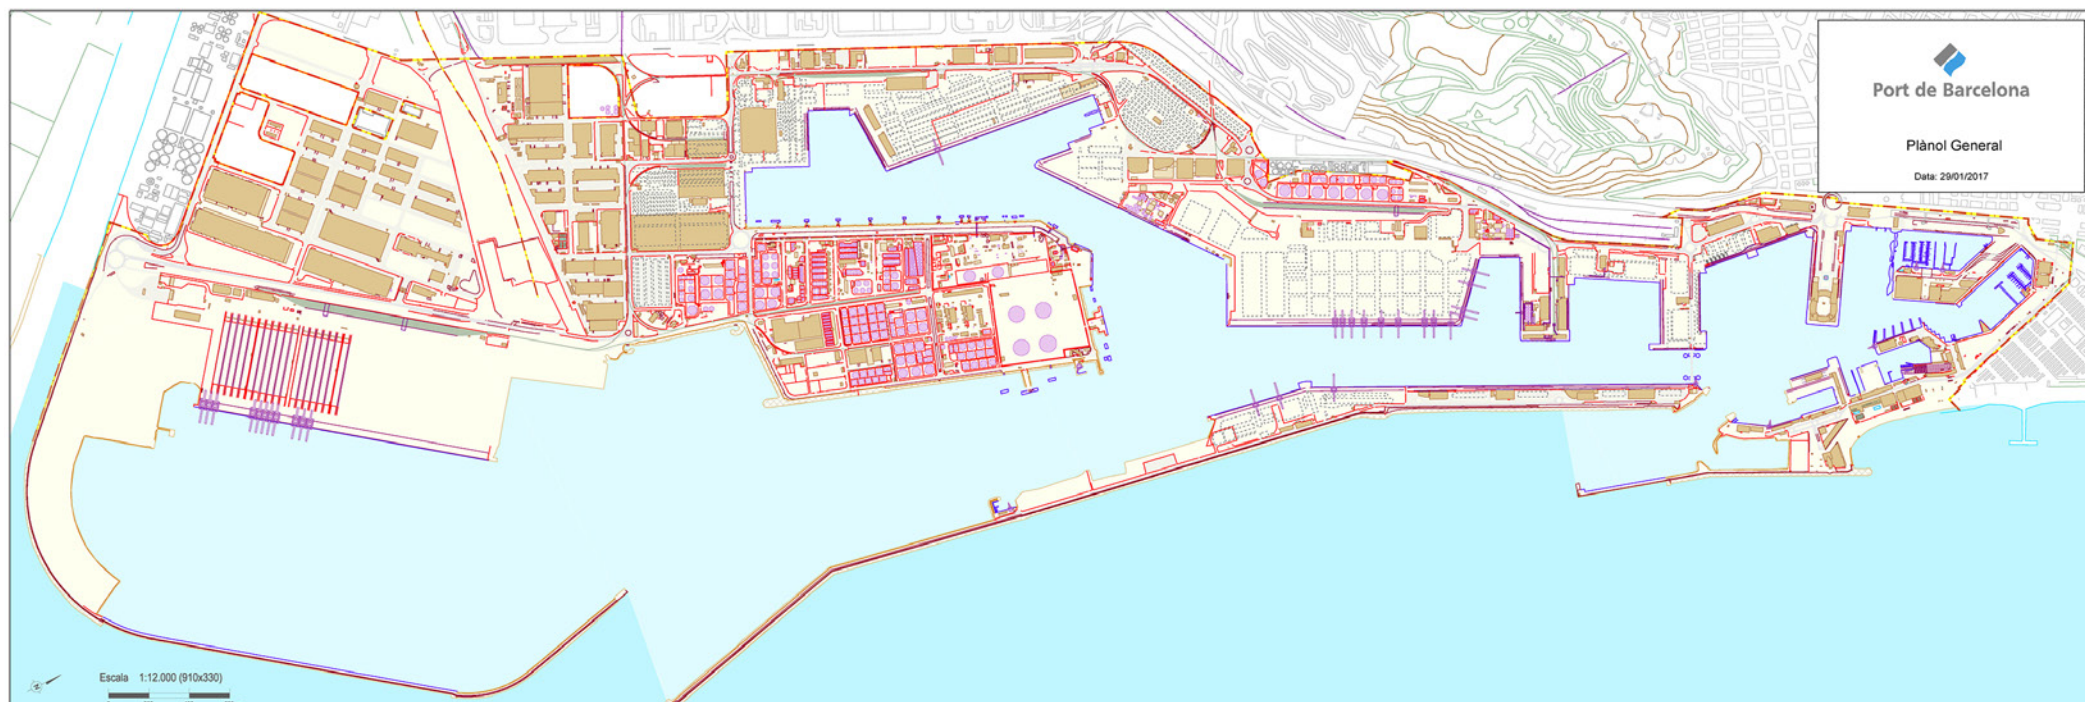 Port de Barcelona
Plànol General
Data: 29/01/2017
Escala 1:12.000 (910x330)